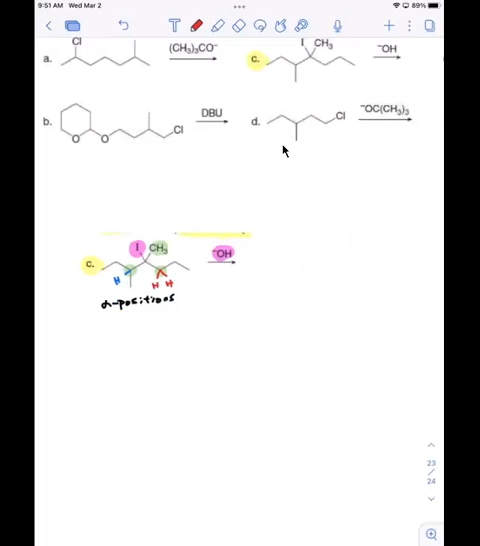 9:51 AM Wed Mar 2
89%
Cl
I CH₃
a.
(CH₃)₃CO⁻
c.
⁻OH
b.
O
O
Cl
DBU
d.
Cl
⁻OC(CH₃)₃
I CH₃
c.
⁻OH
H
H H
α-positions
23
/
24